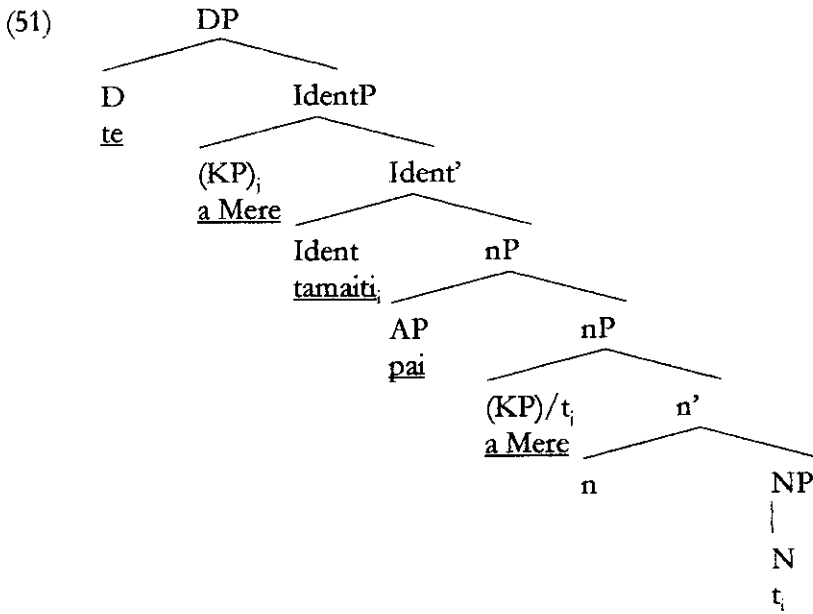 (51) DP
D IdentP
te
(KP)ⱼ Ident'
a Mere
Ident nP
tamaitiᵢ
AP nP
pai
(KP)/tⱼ n'
a Mere
n NP
N
tᵢ